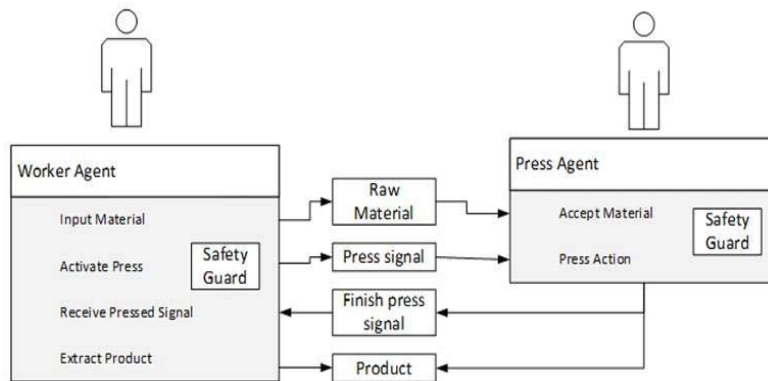 Worker Agent
Input Material
Activate Press
Safety
Guard
Receive Pressed Signal
Extract Product
Raw
Material
Press signal
Finish press
signal
Product
Press Agent
Accept Material
Safety
Guard
Press Action